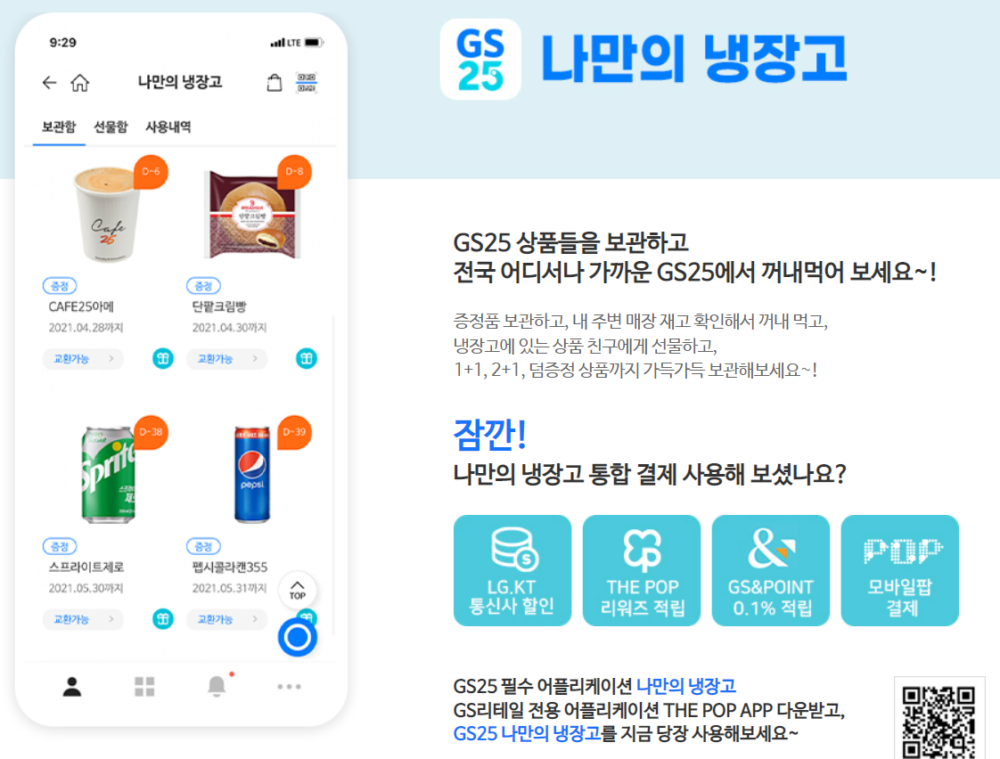 9:29
LTE
나만의 냉장고
보관함 선물함 사용내역
D-6
D-8
Cafe
25
단팥크림빵
증정
증정
CAFE25아메
단팥크림빵
2021.04.28까지
2021.04.30까지
교환가능
교환가능
D-38
D-39
Sprite
제로
pepsi
증정
증정
스프라이트제로
펩시콜라캔355
2021.05.30까지
2021.05.31까지
TOP
교환가능
교환가능
GS
25
나만의 냉장고
GS25 상품들을 보관하고
전국 어디서나 가까운 GS25에서 꺼내먹어 보세요~!
증정품 보관하고, 내 주변 매장 재고 확인해서 꺼내 먹고,
냉장고에 있는 상품 친구에게 선물하고,
1+1, 2+1, 덤증정 상품까지 가득가득 보관해보세요~!
잠깐!
나만의 냉장고 통합 결제 사용해 보셨나요?
LG.KT
통신사 할인
THE POP
리워즈 적립
GS&POINT
0.1% 적립
POP
모바일팝
결제
GS25 필수 어플리케이션 나만의 냉장고
GS리테일 전용 어플리케이션 THE POP APP 다운받고,
GS25 나만의 냉장고를 지금 당장 사용해보세요~